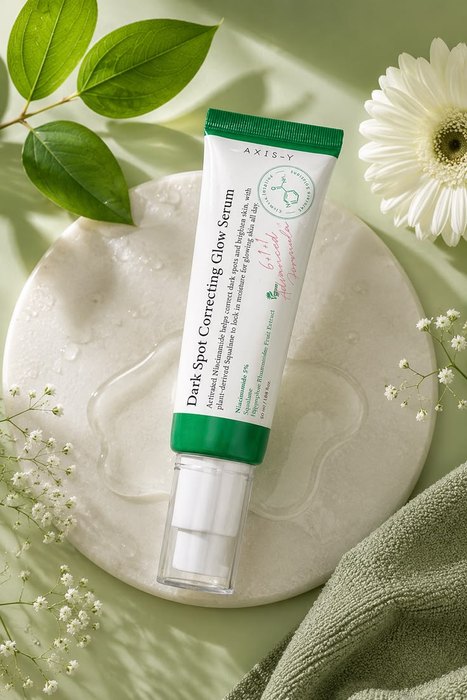 AXIS-Y
6+1+1
Advanced
Formula
Dark Spot Correcting Glow Serum
Activated Niacinamide helps correct dark spots and brighten skin, with
plant-derived Squalane to lock in moisture for glowing skin all day.
Niacinamide 5%
Squalane
Hippophae Rhamnoides Fruit Extract